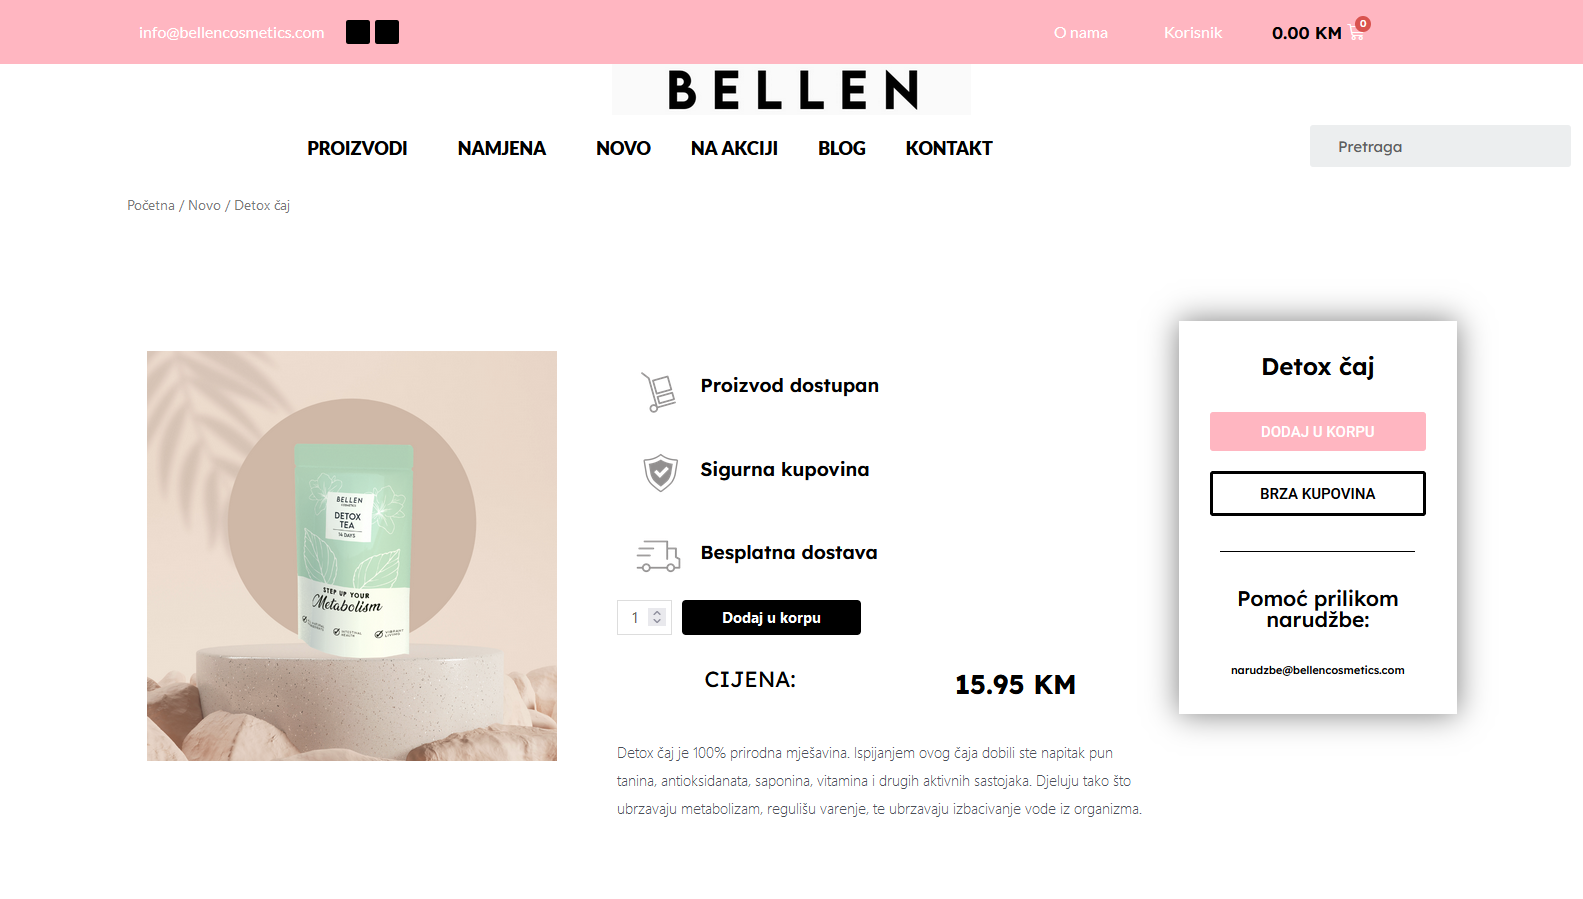 info@bellencosmetics.com
O nama
Korisnik
0.00 KM
0
BELLEN
PROIZVODI
NAMJENA
NOVO
NA AKCIJI
BLOG
KONTAKT
Pretraga
Početna / Novo / Detox čaj
BELLEN
COSMETICS
DETOX
TEA
14 DAYS
STEP UP YOUR
Metabolism
INTESTINAL
HEALTH
Proizvod dostupan
Sigurna kupovina
Besplatna dostava
1
Dodaj u korpu
CIJENA:
15.95 KM
Detox čaj je 100% prirodna mješavina. Ispijanjem ovog čaja dobili ste napitak pun
tanina, antioksidanata, saponina, vitamina i drugih aktivnih sastojaka. Djeluju tako što
ubrzavaju metabolizam, regulišu varenje, te ubrzavaju izbacivanje vode iz organizma.
Detox čaj
DODAJ U KORPU
BRZA KUPOVINA
Pomoć prilikom
narudžbe:
narudzbe@bellencosmetics.com